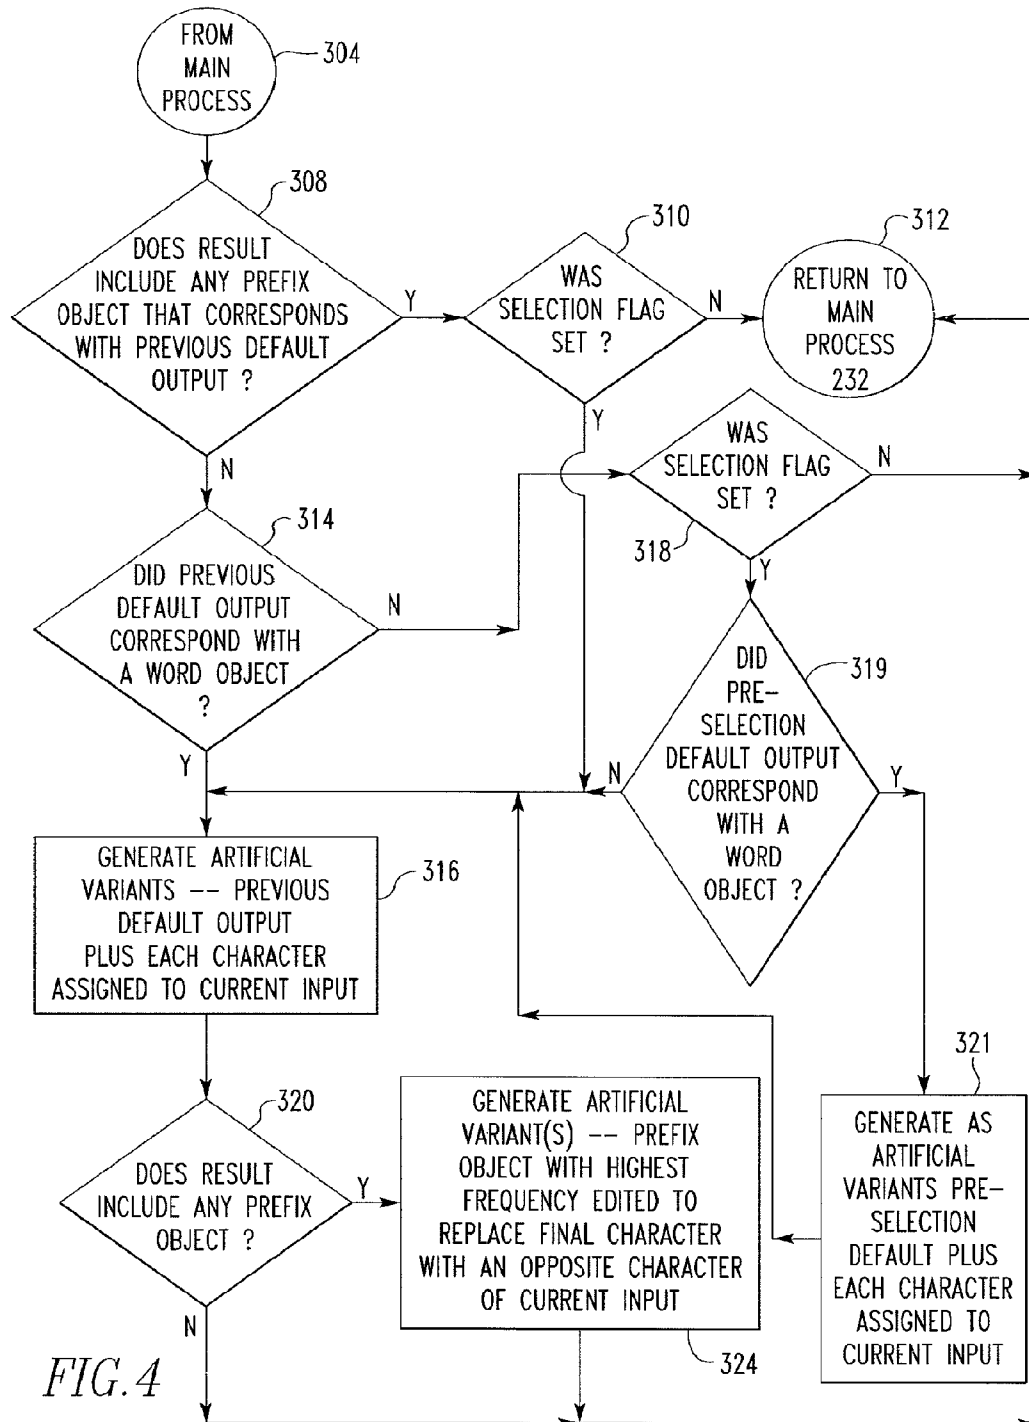 FROM
MAIN
PROCESS
304
308
DOES RESULT
INCLUDE ANY PREFIX
OBJECT THAT CORRESPONDS
WITH PREVIOUS DEFAULT
OUTPUT ?
Y
N
310
WAS
SELECTION FLAG
SET ?
N
Y
312
RETURN TO
MAIN
PROCESS
232
314
DID PREVIOUS
DEFAULT OUTPUT
CORRESPOND WITH
A WORD OBJECT
?
N
Y
WAS
SELECTION FLAG
SET ?
N
318
Y
319
DID
PRE-
SELECTION
DEFAULT OUTPUT
CORRESPOND
WITH A
WORD
OBJECT ?
N
Y
GENERATE ARTIFICIAL
VARIANTS -- PREVIOUS
DEFAULT OUTPUT
PLUS EACH CHARACTER
ASSIGNED TO CURRENT INPUT
316
320
DOES RESULT
INCLUDE ANY PREFIX
OBJECT ?
Y
N
GENERATE ARTIFICIAL
VARIANT(S) -- PREFIX
OBJECT WITH HIGHEST
FREQUENCY EDITED TO
REPLACE FINAL CHARACTER
WITH AN OPPOSITE CHARACTER
OF CURRENT INPUT
324
321
GENERATE AS
ARTIFICIAL
VARIANTS PRE-
SELECTION
DEFAULT PLUS
EACH CHARACTER
ASSIGNED TO
CURRENT INPUT
FIG.4